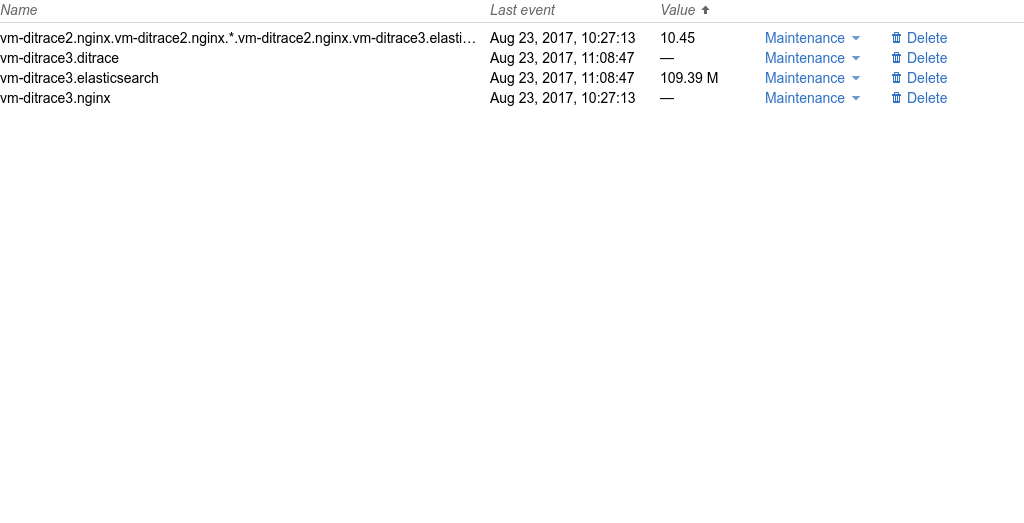 Name Last event Value
vm-ditrace2.nginx.vm-ditrace2.nginx.*.vm-ditrace2.nginx.vm-ditrace3.elasti… Aug 23, 2017, 10:27:13 10.45 Maintenance Delete
vm-ditrace3.ditrace Aug 23, 2017, 11:08:47 — Maintenance Delete
vm-ditrace3.elasticsearch Aug 23, 2017, 11:08:47 109.39 M Maintenance Delete
vm-ditrace3.nginx Aug 23, 2017, 10:27:13 — Maintenance Delete